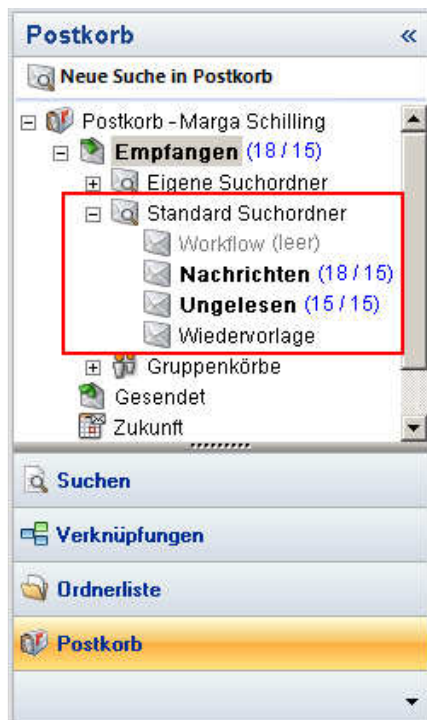 Postkorb «
Neue Suche in Postkorb
Postkorb - Marga Schilling
Empfangen (18 / 15)
Eigene Suchordner
Standard Suchordner
Workflow (leer)
Nachrichten (18 / 15)
Ungelesen (15 / 15)
Wiedervorlage
Gruppenkörbe
Gesendet
Zukunft
Suchen
Verknüpfungen
Ordnerliste
Postkorb